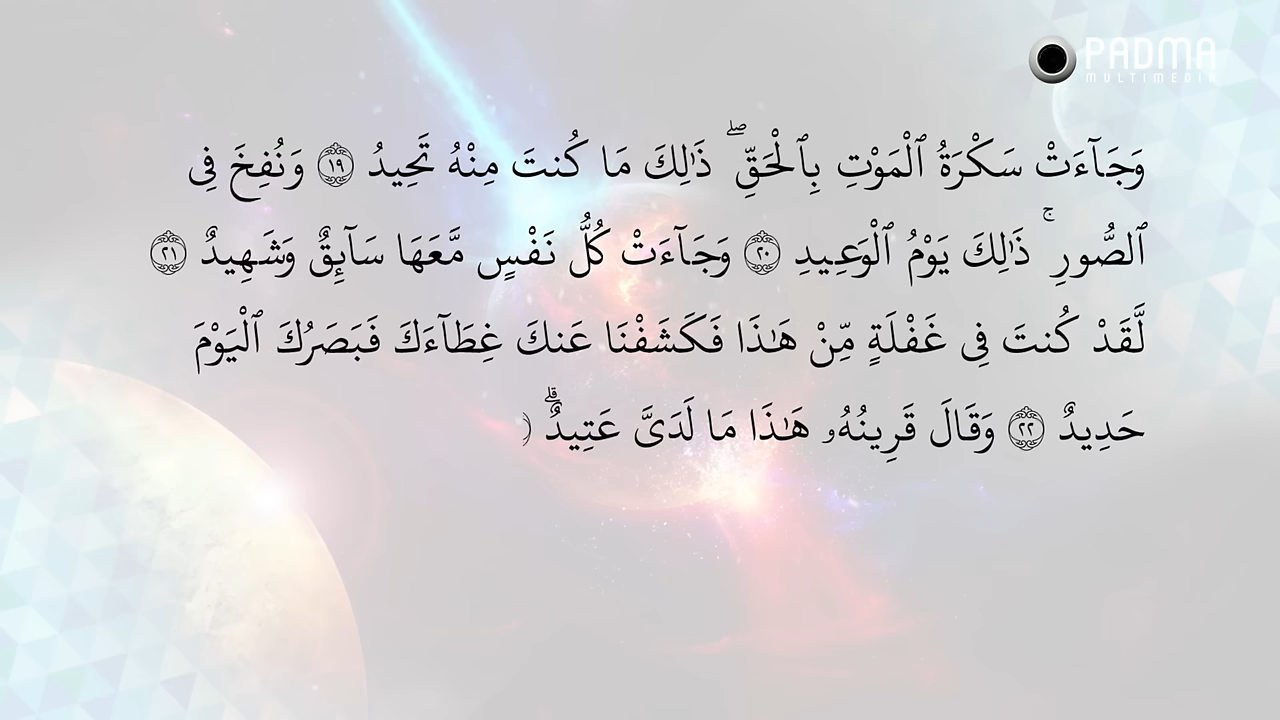 PADMA
MULTIMEDIA
وَجَآءَتْ سَكْرَةُ ٱلْمَوْتِ بِٱلْحَقِّ ۖ ذَٰلِكَ مَا كُنتَ مِنْهُ تَحِيدُ ١٩ وَنُفِخَ فِى
ٱلصُّورِ ۚ ذَٰلِكَ يَوْمُ ٱلْوَعِيدِ ٢٠ وَجَآءَتْ كُلُّ نَفْسٍ مَّعَهَا سَآئِقٌ وَشَهِيدٌ ٢١
لَّقَدْ كُنتَ فِى غَفْلَةٍ مِّنْ هَـٰذَا فَكَشَفْنَا عَنكَ غِطَآءَكَ فَبَصَرُكَ ٱلْيَوْمَ
حَدِيدٌ ٢٢ وَقَالَ قَرِينُهُۥ هَـٰذَا مَا لَدَىَّ عَتِيدٌ ۗ